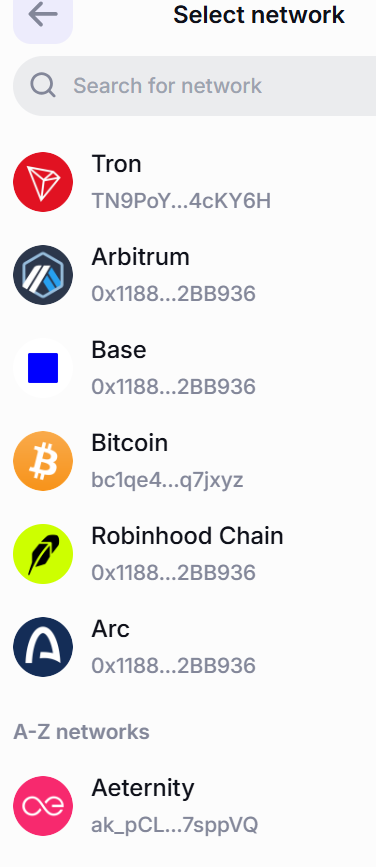 Select network
Search for network
Tron
TN9PoY...4cKY6H
Arbitrum
0x1188...2BB936
Base
0x1188...2BB936
Bitcoin
bc1qe4...q7jxyz
Robinhood Chain
0x1188...2BB936
Arc
0x1188...2BB936
A-Z networks
Aeternity
ak_pCL...7sppVQ